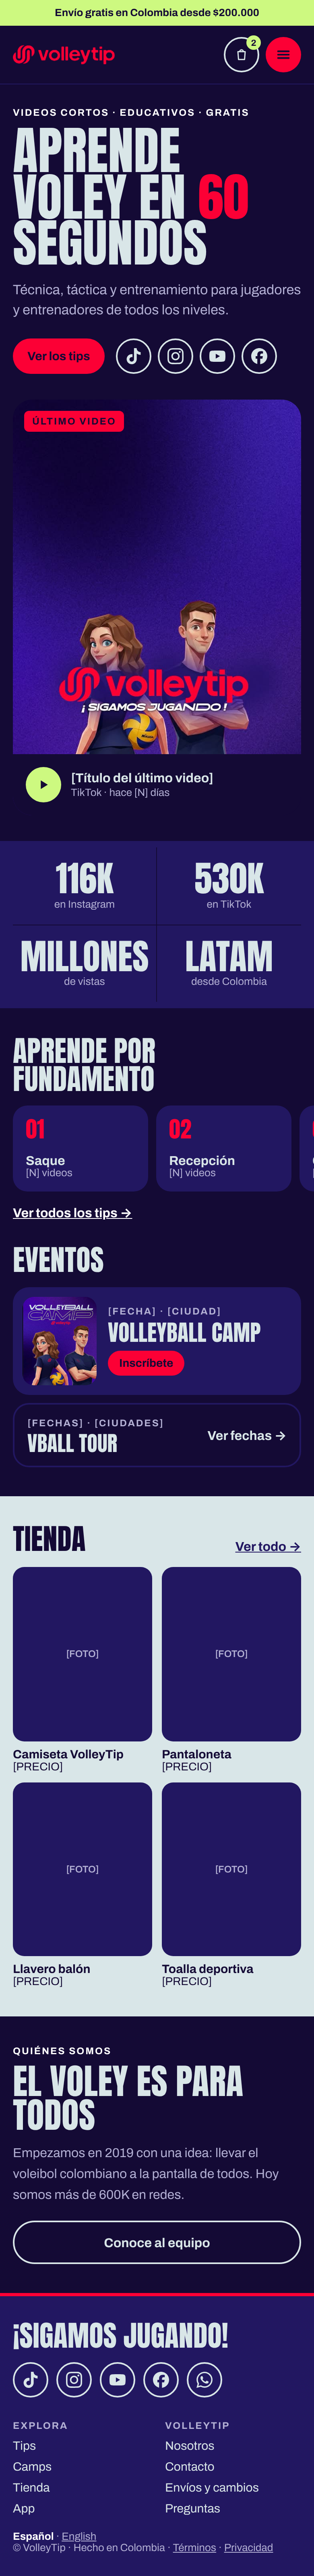 Envío gratis en Colombia desde $200.000
volleytip
2
VIDEOS CORTOS · EDUCATIVOS · GRATIS
APRENDE
VOLEY EN 60
SEGUNDOS
Técnica, táctica y entrenamiento para jugadores
y entrenadores de todos los niveles.
Ver los tips
ÚLTIMO VIDEO
volleytip
¡SIGAMOS JUGANDO!
[Título del último video]
TikTok · hace [N] días
116K
en Instagram
530K
en TikTok
MILLONES
de vistas
LATAM
desde Colombia
APRENDE POR
FUNDAMENTO
01
Saque
[N] videos
02
Recepción
[N] videos
Ver todos los tips →
EVENTOS
VOLLEYBALL
CAMP
[FECHA] · [CIUDAD]
VOLLEYBALL CAMP
Inscríbete
[FECHAS] · [CIUDADES]
VBALL TOUR
Ver fechas →
TIENDA
Ver todo →
[FOTO]
[FOTO]
Camiseta VolleyTip
[PRECIO]
Pantaloneta
[PRECIO]
[FOTO]
[FOTO]
Llavero balón
[PRECIO]
Toalla deportiva
[PRECIO]
QUIÉNES SOMOS
EL VOLEY ES PARA
TODOS
Empezamos en 2019 con una idea: llevar el
voleibol colombiano a la pantalla de todos. Hoy
somos más de 600K en redes.
Conoce al equipo
¡SIGAMOS JUGANDO!
EXPLORA
Tips
Camps
Tienda
App
VOLLEYTIP
Nosotros
Contacto
Envíos y cambios
Preguntas
Español · English
© VolleyTip · Hecho en Colombia · Términos · Privacidad